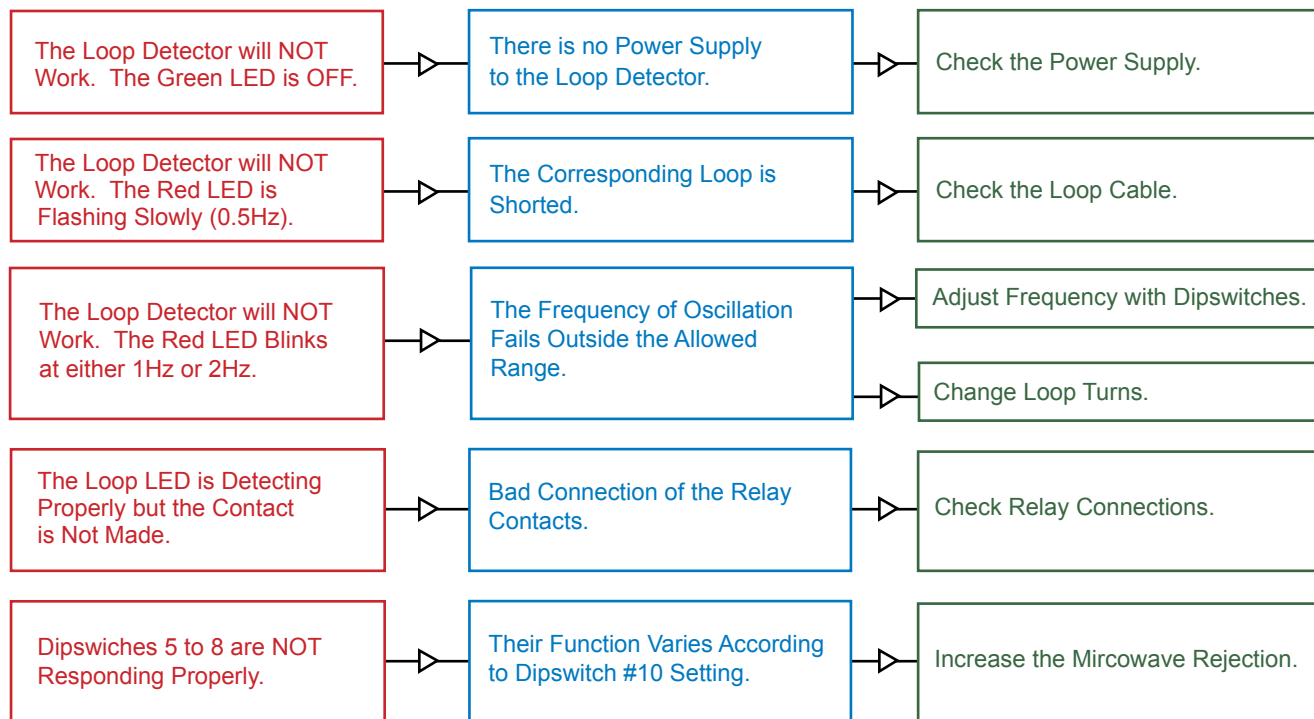 The Loop Detector will NOT
Work. The Green LED is OFF.
There is no Power Supply
to the Loop Detector.
Check the Power Supply.
The Loop Detector will NOT
Work. The Red LED is
Flashing Slowly (0.5Hz).
The Corresponding Loop is
Shorted.
Check the Loop Cable.
The Loop Detector will NOT
Work. The Red LED Blinks
at either 1Hz or 2Hz.
The Frequency of Oscillation
Fails Outside the Allowed
Range.
Adjust Frequency with Dipswitches.
Change Loop Turns.
The Loop LED is Detecting
Properly but the Contact
is Not Made.
Bad Connection of the Relay
Contacts.
Check Relay Connections.
Dipswiches 5 to 8 are NOT
Responding Properly.
Their Function Varies According
to Dipswitch #10 Setting.
Increase the Mircowave Rejection.